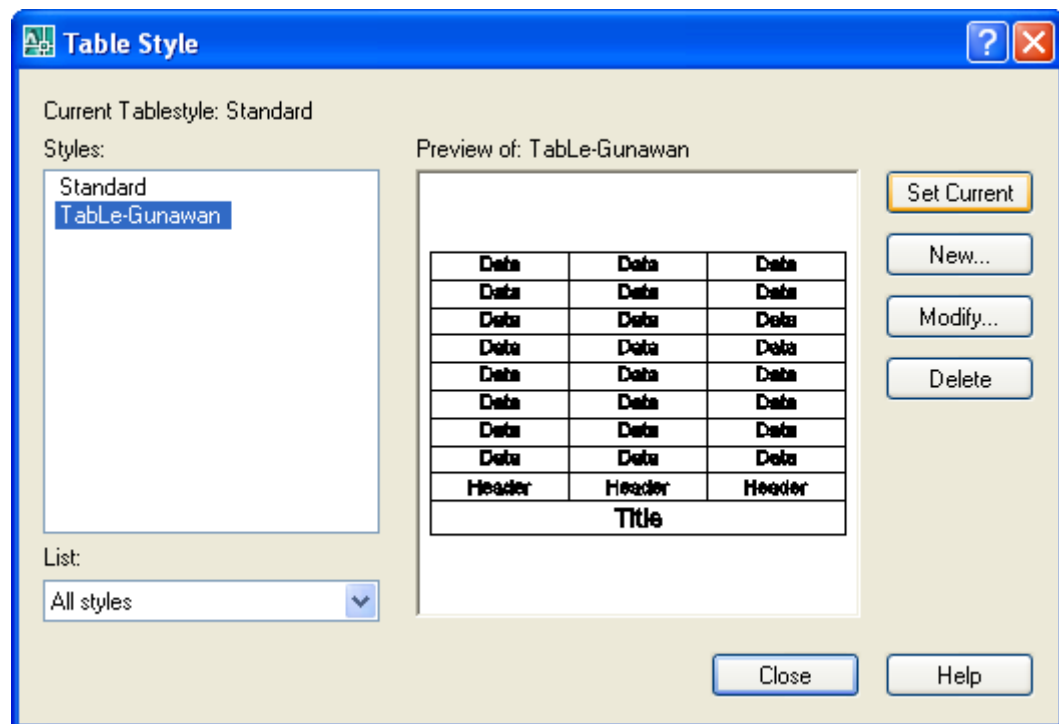 Table Style
Current Tablestyle: Standard
Styles:
Standard
TabLe-Gunawan
List:
All styles
Preview of: TabLe-Gunawan
Data Data Data
Data Data Data
Data Data Data
Data Data Data
Data Data Data
Data Data Data
Data Data Data
Data Data Data
Header Header Header
Title
Set Current
New...
Modify...
Delete
Close Help